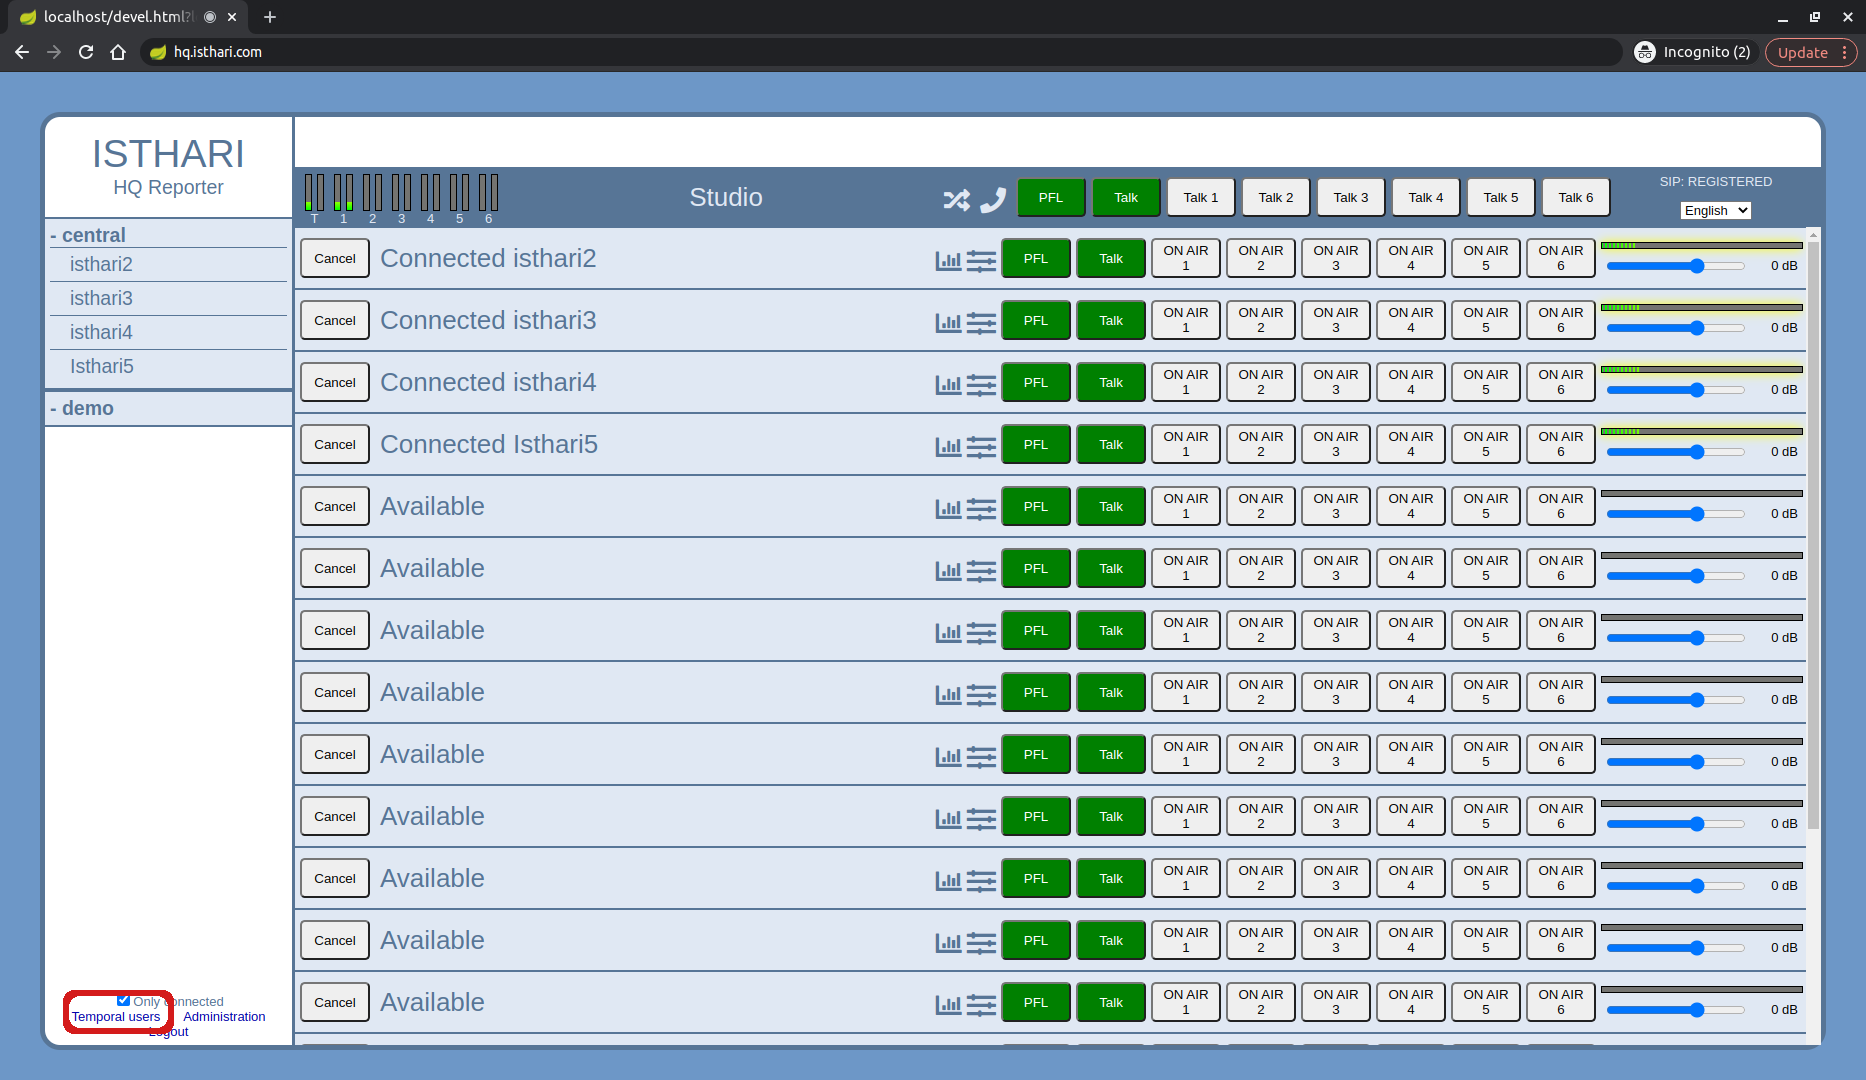 localhost/devel.html?
hq.isthari.com
Incognito (2)
Update
ISTHARI
HQ Reporter
- central
isthari2
isthari3
isthari4
Isthari5
- demo
Only connected
Temporal users Administration
Logout
T 1 2 3 4 5 6
Studio
PFL Talk Talk 1 Talk 2 Talk 3 Talk 4 Talk 5 Talk 6
SIP: REGISTERED
English
Cancel Connected isthari2 PFL Talk ON AIR 1 ON AIR 2 ON AIR 3 ON AIR 4 ON AIR 5 ON AIR 6 0 dB
Cancel Connected isthari3 PFL Talk ON AIR 1 ON AIR 2 ON AIR 3 ON AIR 4 ON AIR 5 ON AIR 6 0 dB
Cancel Connected isthari4 PFL Talk ON AIR 1 ON AIR 2 ON AIR 3 ON AIR 4 ON AIR 5 ON AIR 6 0 dB
Cancel Connected Isthari5 PFL Talk ON AIR 1 ON AIR 2 ON AIR 3 ON AIR 4 ON AIR 5 ON AIR 6 0 dB
Cancel Available PFL Talk ON AIR 1 ON AIR 2 ON AIR 3 ON AIR 4 ON AIR 5 ON AIR 6 0 dB
Cancel Available PFL Talk ON AIR 1 ON AIR 2 ON AIR 3 ON AIR 4 ON AIR 5 ON AIR 6 0 dB
Cancel Available PFL Talk ON AIR 1 ON AIR 2 ON AIR 3 ON AIR 4 ON AIR 5 ON AIR 6 0 dB
Cancel Available PFL Talk ON AIR 1 ON AIR 2 ON AIR 3 ON AIR 4 ON AIR 5 ON AIR 6 0 dB
Cancel Available PFL Talk ON AIR 1 ON AIR 2 ON AIR 3 ON AIR 4 ON AIR 5 ON AIR 6 0 dB
Cancel Available PFL Talk ON AIR 1 ON AIR 2 ON AIR 3 ON AIR 4 ON AIR 5 ON AIR 6 0 dB
Cancel Available PFL Talk ON AIR 1 ON AIR 2 ON AIR 3 ON AIR 4 ON AIR 5 ON AIR 6 0 dB
Cancel Available PFL Talk ON AIR 1 ON AIR 2 ON AIR 3 ON AIR 4 ON AIR 5 ON AIR 6 0 dB
Cancel Available PFL Talk ON AIR 1 ON AIR 2 ON AIR 3 ON AIR 4 ON AIR 5 ON AIR 6 0 dB